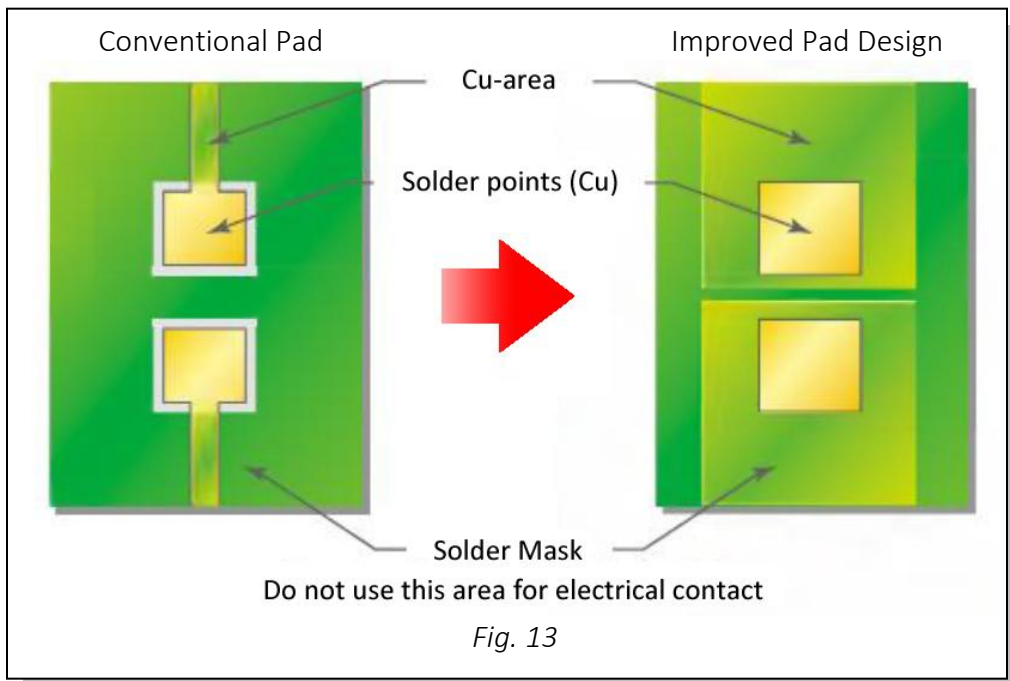 Conventional Pad
Improved Pad Design
Cu-area
Solder points (Cu)
Solder Mask
Do not use this area for electrical contact
Fig. 13